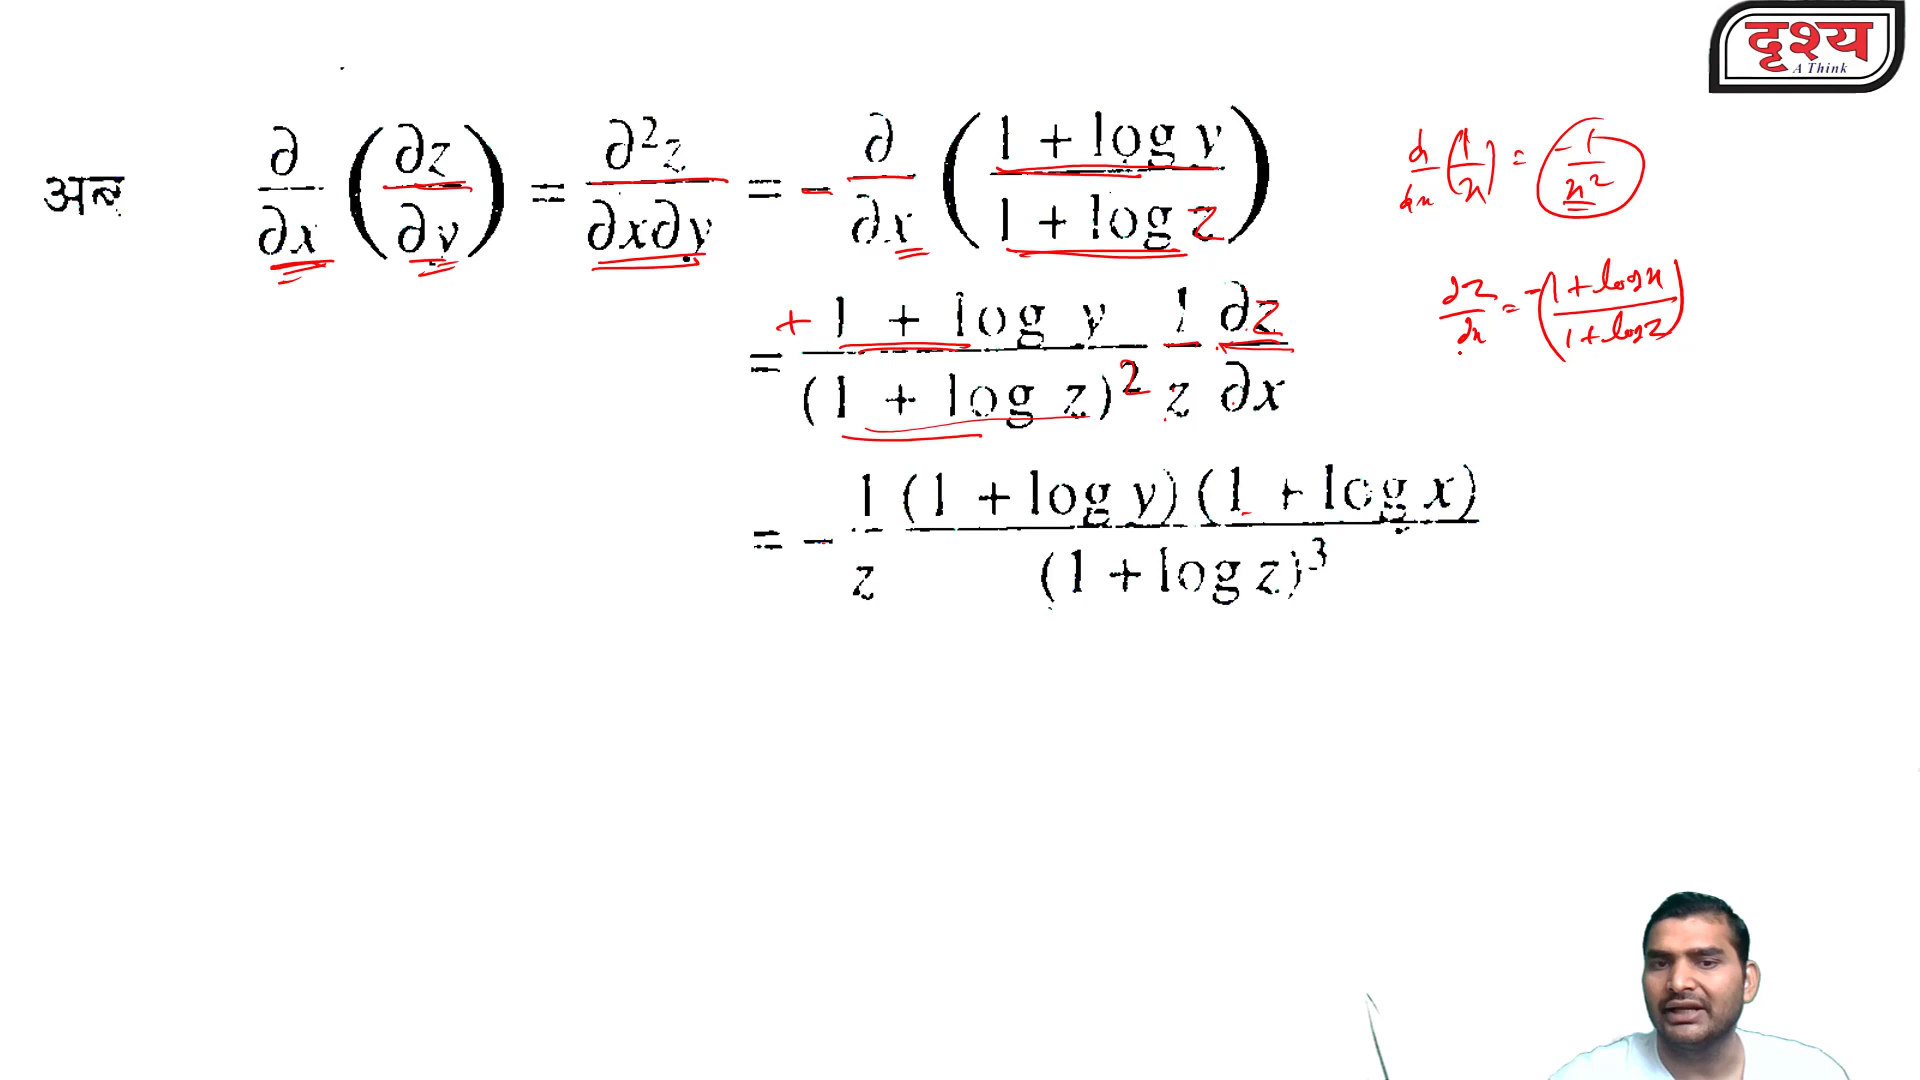 दृश्य
A Think
अब ∂/∂x (∂z/∂y) = ∂²z/∂x∂y = - ∂/∂x ((1 + log y)/(1 + log z))
d/dx (1/x) = -1/x²
∂z/∂x = -((1 + log x)/(1 + log z))
= + (1 + log y)/(1 + log z)² 1/z ∂z/∂x
= - 1/z (1 + log y) (1 + log x)/(1 + log z)³